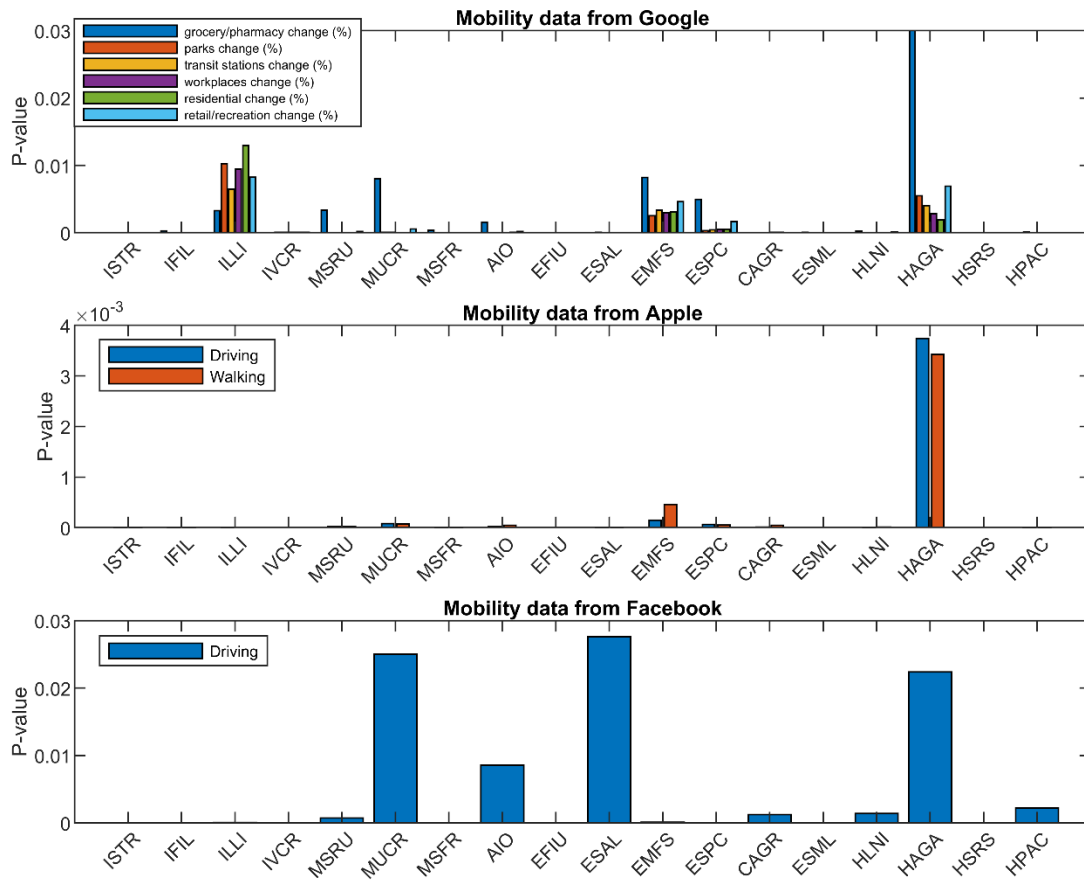 Mobility data from Google
grocery/pharmacy change (%)
parks change (%)
transit stations change (%)
workplaces change (%)
residential change (%)
retail/recreation change (%)
P-value
0.03
0.02
0.01
0
ISTR IFIL ILLI IVCR MSRU MUCR MSFR AIO EFIU ESAL EMFS ESPC CAGR ESML HLNI HAGA HSRS HPAC
Mobility data from Apple
×10⁻³
Driving
Walking
P-value
4
3
2
1
0
ISTR IFIL ILLI IVCR MSRU MUCR MSFR AIO EFIU ESAL EMFS ESPC CAGR ESML HLNI HAGA HSRS HPAC
Mobility data from Facebook
Driving
P-value
0.03
0.02
0.01
0
ISTR IFIL ILLI IVCR MSRU MUCR MSFR AIO EFIU ESAL EMFS ESPC CAGR ESML HLNI HAGA HSRS HPAC